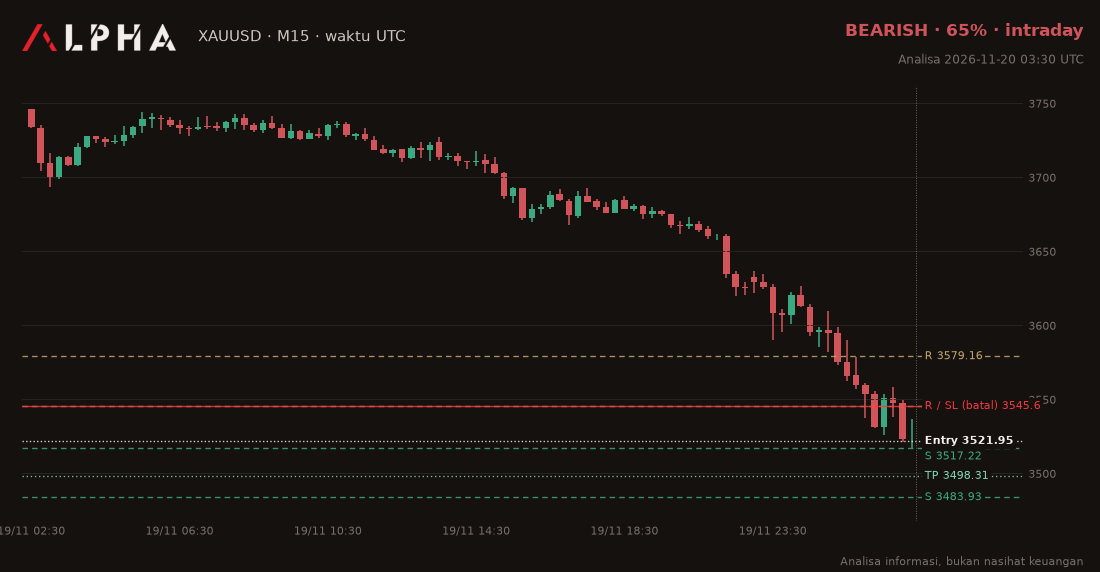 ALPHA
XAUUSD · M15 · waktu UTC
BEARISH · 65% · intraday
Analisa 2026-11-20 03:30 UTC
3750
3700
3650
3600
R 3579.16
R / SL (batal) 3545.6
Entry 3521.95
S 3517.22
TP 3498.31
3500
S 3483.93
19/11 02:30
19/11 06:30
19/11 10:30
19/11 14:30
19/11 18:30
19/11 23:30
Analisa informasi, bukan nasihat keuangan